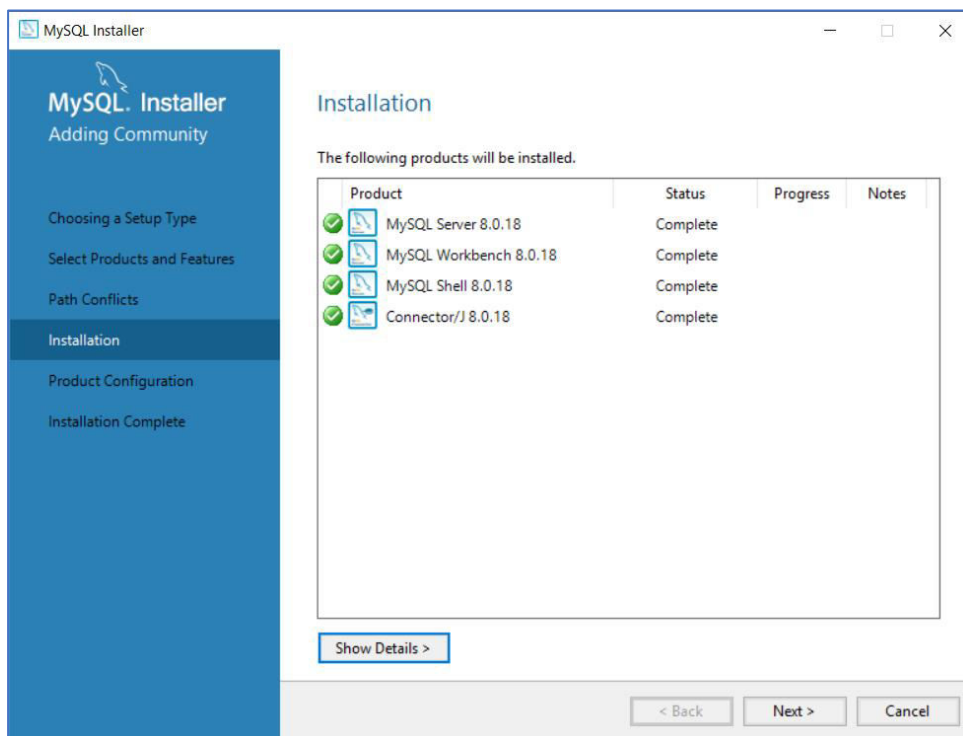 MySQL Installer
MySQL. Installer
Adding Community
Choosing a Setup Type
Select Products and Features
Path Conflicts
Installation
Product Configuration
Installation Complete
Installation
The following products will be installed.
Product Status Progress Notes
MySQL Server 8.0.18 Complete
MySQL Workbench 8.0.18 Complete
MySQL Shell 8.0.18 Complete
Connector/J 8.0.18 Complete
Show Details >
< Back Next > Cancel